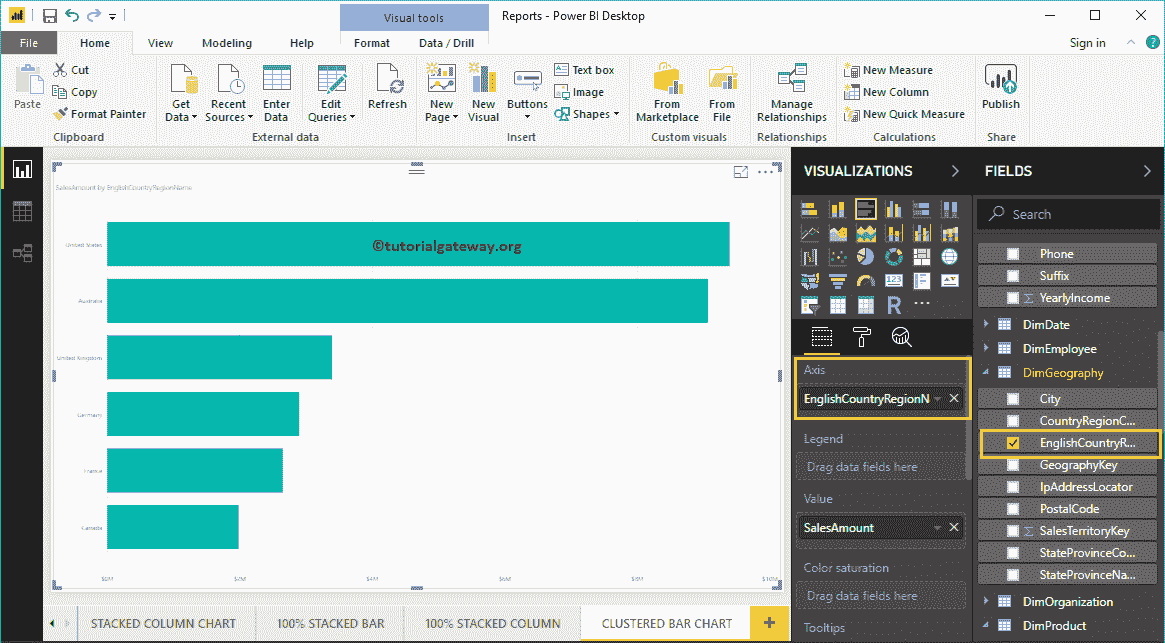 Visual tools
Reports - Power BI Desktop
File
Home
View
Modeling
Help
Format
Data / Drill
Sign in
Paste
Cut
Copy
Format Painter
Clipboard
Get Data
Recent Sources
Enter Data
Edit Queries
External data
Refresh
New Page
New Visual
Buttons
Text box
Image
Shapes
Insert
From Marketplace
From File
Custom visuals
Manage Relationships
Relationships
New Measure
New Column
New Quick Measure
Calculations
Publish
Share
SalesAmount by EnglishCountryRegionName
United States
Australia
United Kingdom
Germany
France
Canada
©tutorialgateway.org
$0M
$2M
$4M
$6M
$8M
$10M
STACKED COLUMN CHART
100% STACKED BAR
100% STACKED COLUMN
CLUSTERED BAR CHART
+
VISUALIZATIONS
123
R
Axis
EnglishCountryRegionN
Legend
Drag data fields here
Value
SalesAmount
Color saturation
Drag data fields here
Tooltips
FIELDS
Search
Phone
Suffix
YearlyIncome
DimDate
DimEmployee
DimGeography
City
CountryRegionC...
EnglishCountryR...
GeographyKey
IpAddressLocator
PostalCode
SalesTerritoryKey
StateProvinceCo...
StateProvinceNa...
DimOrganization
DimProduct